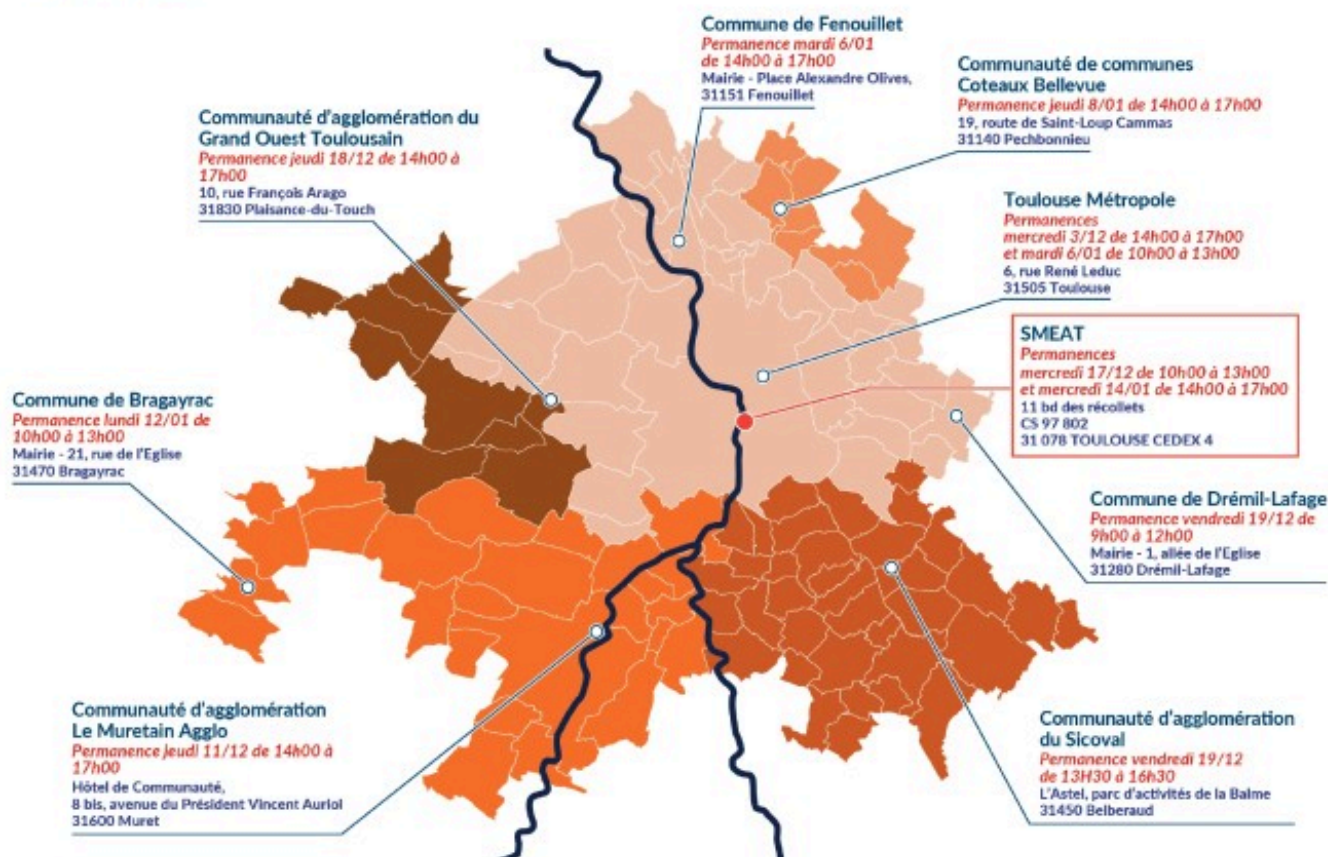 Commune de Fenouillet
Permanence mardi 6/01
de 14h00 à 17h00
Mairie - Place Alexandre Olives,
31151 Fenouillet
Communauté de communes
Coteaux Bellevue
Permanence jeudi 8/01 de 14h00 à 17h00
19, route de Saint-Loup Cammas
31140 Pechbonnieu
Communauté d'agglomération du
Grand Ouest Toulousain
Permanence jeudi 18/12 de 14h00 à
17h00
10, rue François Arago
31830 Plaisance-du-Touch
Toulouse Métropole
Permanences
mercredi 3/12 de 14h00 à 17h00
et mardi 6/01 de 10h00 à 13h00
6, rue René Leduc
31505 Toulouse
SMEAT
Permanences
mercredi 17/12 de 10h00 à 13h00
et mercredi 14/01 de 14h00 à 17h00
11 bd des récollets
CS 97 802
31 078 TOULOUSE CEDEX 4
Commune de Bragayrac
Permanence lundi 12/01 de
10h00 à 13h00
Mairie - 21, rue de l'Eglise
31470 Bragayrac
Commune de Drémil-Lafage
Permanence vendredi 19/12 de
9h00 à 12h00
Mairie - 1, allée de l'Eglise
31280 Drémil-Lafage
Communauté d'agglomération
Le Muretain Agglo
Permanence jeudi 11/12 de 14h00 à
17h00
Hôtel de Communauté,
8 bis, avenue du Président Vincent Auriol
31600 Muret
Communauté d'agglomération
du Sicoval
Permanence vendredi 19/12
de 13H30 à 16h30
L'Astel, parc d'activités de la Balme
31450 Belberaud